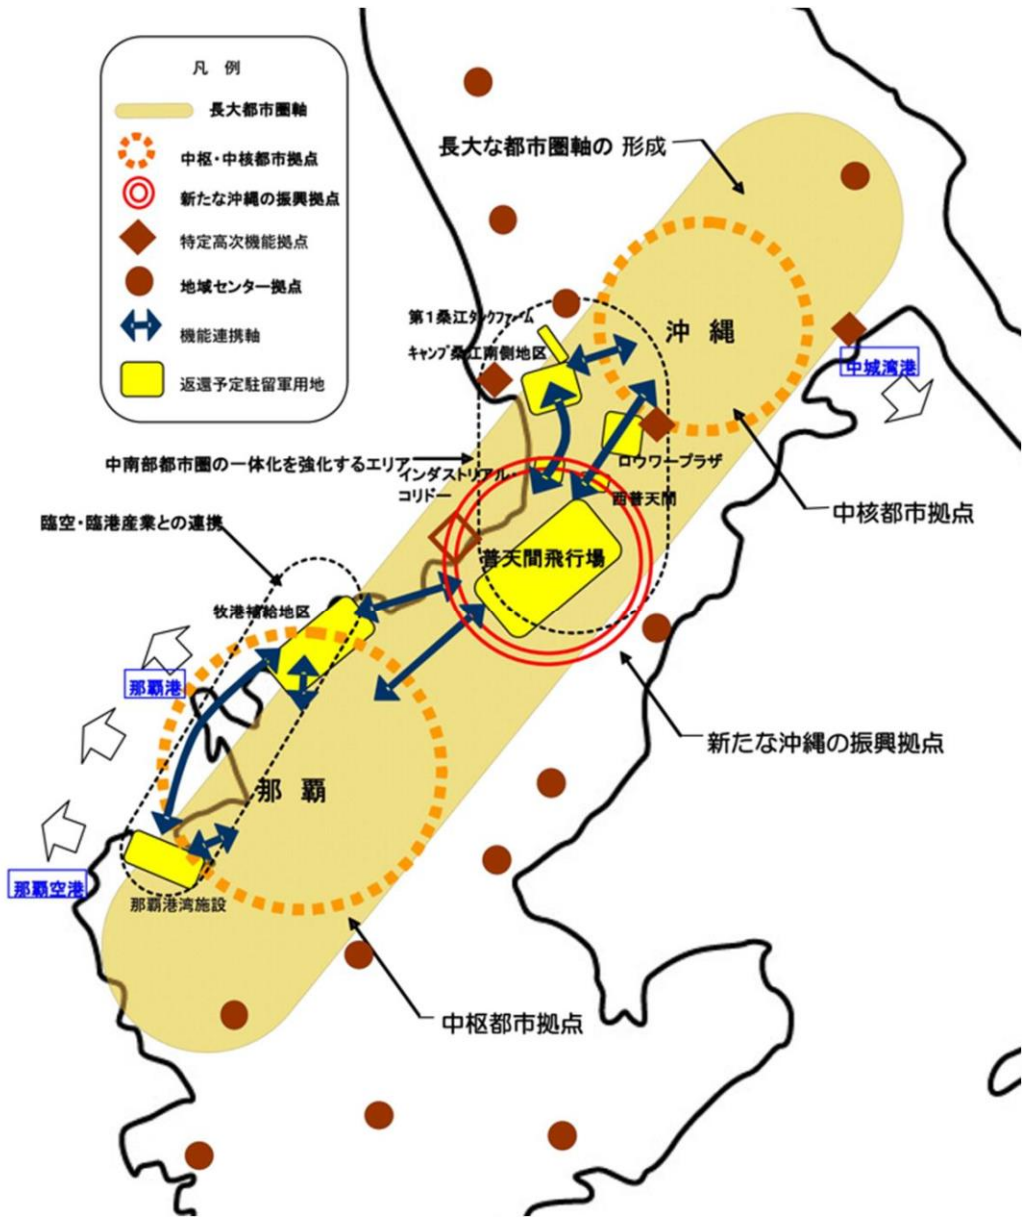 凡 例
長大都市圏軸
中枢・中核都市拠点
新たな沖縄の振興拠点
特定高次機能拠点
地域センター拠点
機能連携軸
返還予定駐留軍用地
長大な都市圏軸の 形成
第1桑江タンクファーム
沖 縄
キャンプ桑江南側地区
中城湾港
中南部都市圏の一体化を強化するエリア
ロウワープラザ
インダストリアル・
コリドー
西普天間
中核都市拠点
臨空・臨港産業との連携
普天間飛行場
牧港補給地区
那覇港
新たな沖縄の振興拠点
那 覇
那覇空港
那覇港湾施設
中枢都市拠点